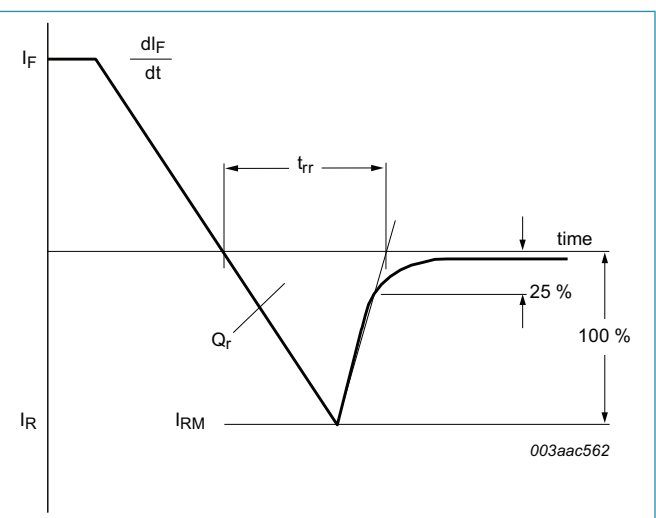 I_F
dI_F
dt
t_rr
time
25 %
Q_r
100 %
I_R
I_RM
003aac562